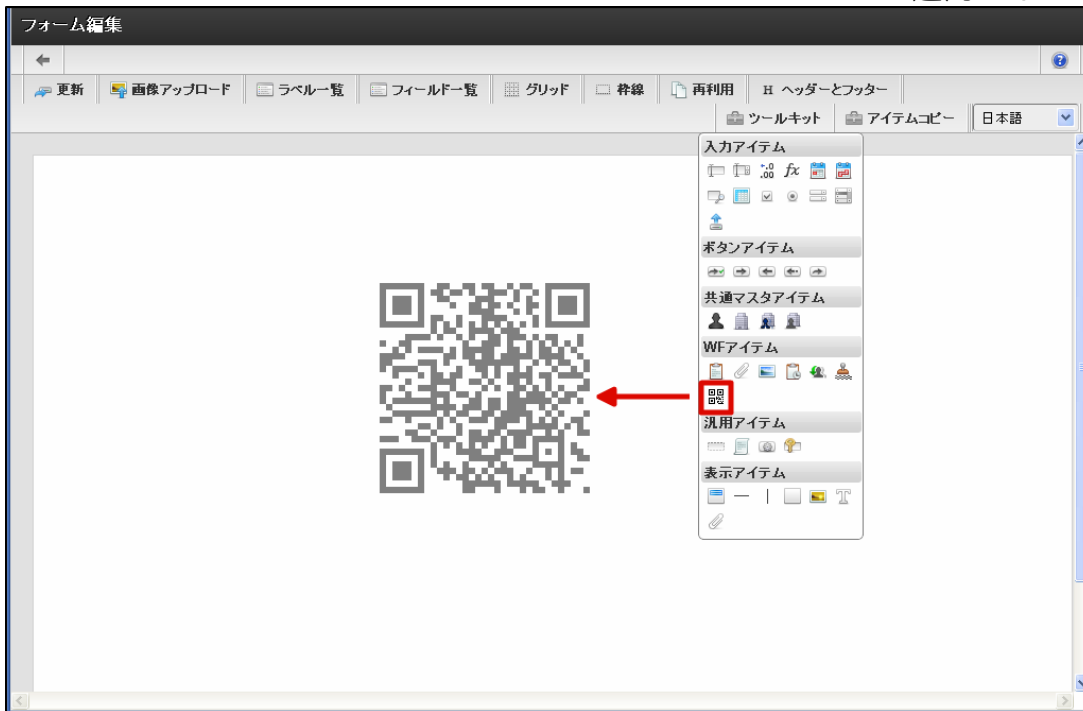 フォーム編集
更新 画像アップロード ラベル一覧 フィールド一覧 グリッド 枠線 再利用 H ヘッダーとフッター
ツールキット アイテムコピー 日本語
入力アイテム
+.0
.00 fx
ボタンアイテム
共通マスタアイテム
WFアイテム
汎用アイテム
表示アイテム
T